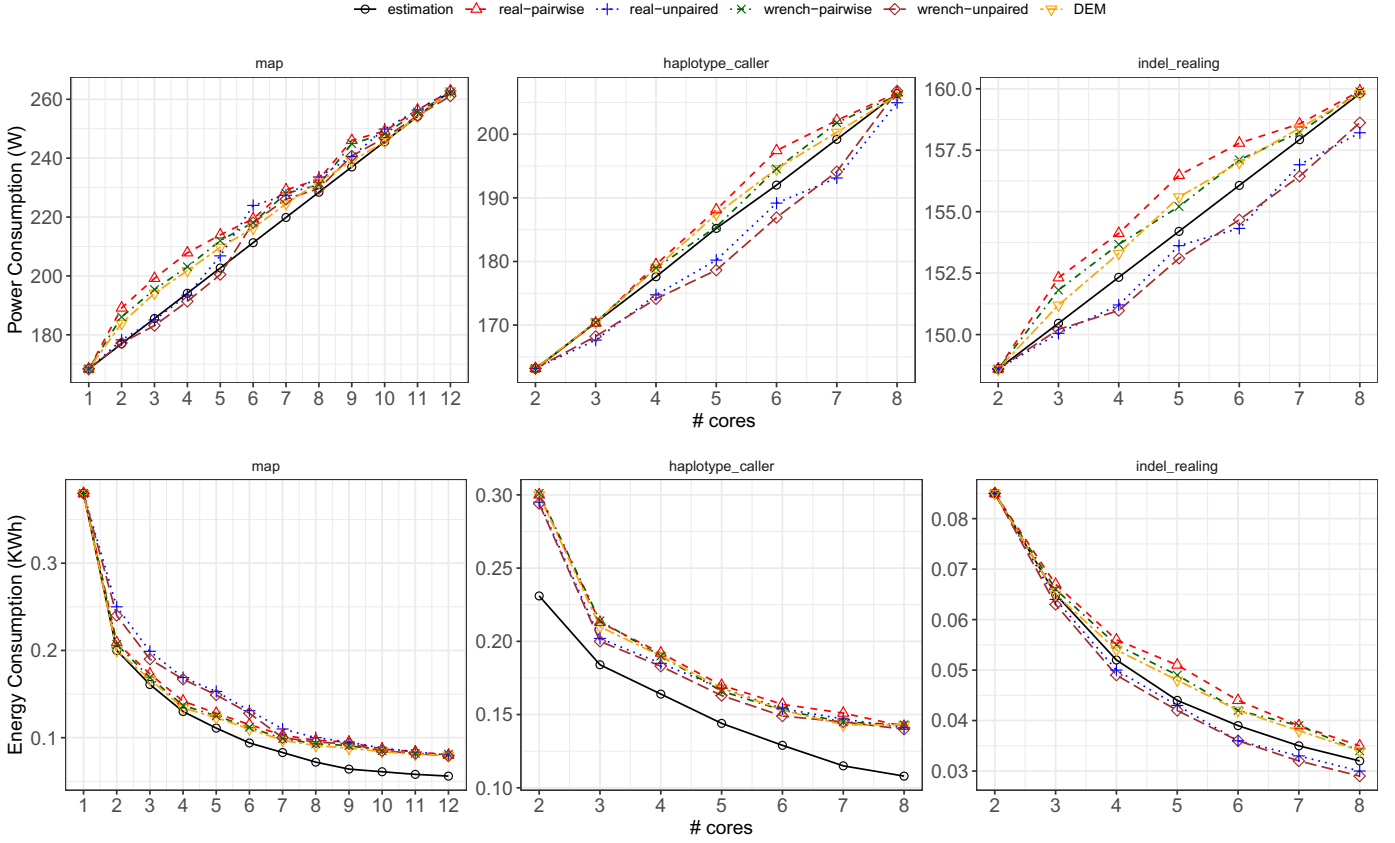 estimation real−pairwise real−unpaired wrench−pairwise wrench−unpaired DEM
map haplotype_caller indel_realing
Power Consumption (W)
260
240
220
200
180
1 2 3 4 5 6 7 8 9 10 11 12
200
190
180
170
2 3 4 5 6 7 8
160.0
157.5
155.0
152.5
150.0
2 3 4 5 6 7 8
# cores
map haplotype_caller indel_realing
Energy Consumption (KWh)
0.3
0.2
0.1
1 2 3 4 5 6 7 8 9 10 11 12
0.30
0.25
0.20
0.15
0.10
2 3 4 5 6 7 8
0.08
0.07
0.06
0.05
0.04
0.03
2 3 4 5 6 7 8
# cores